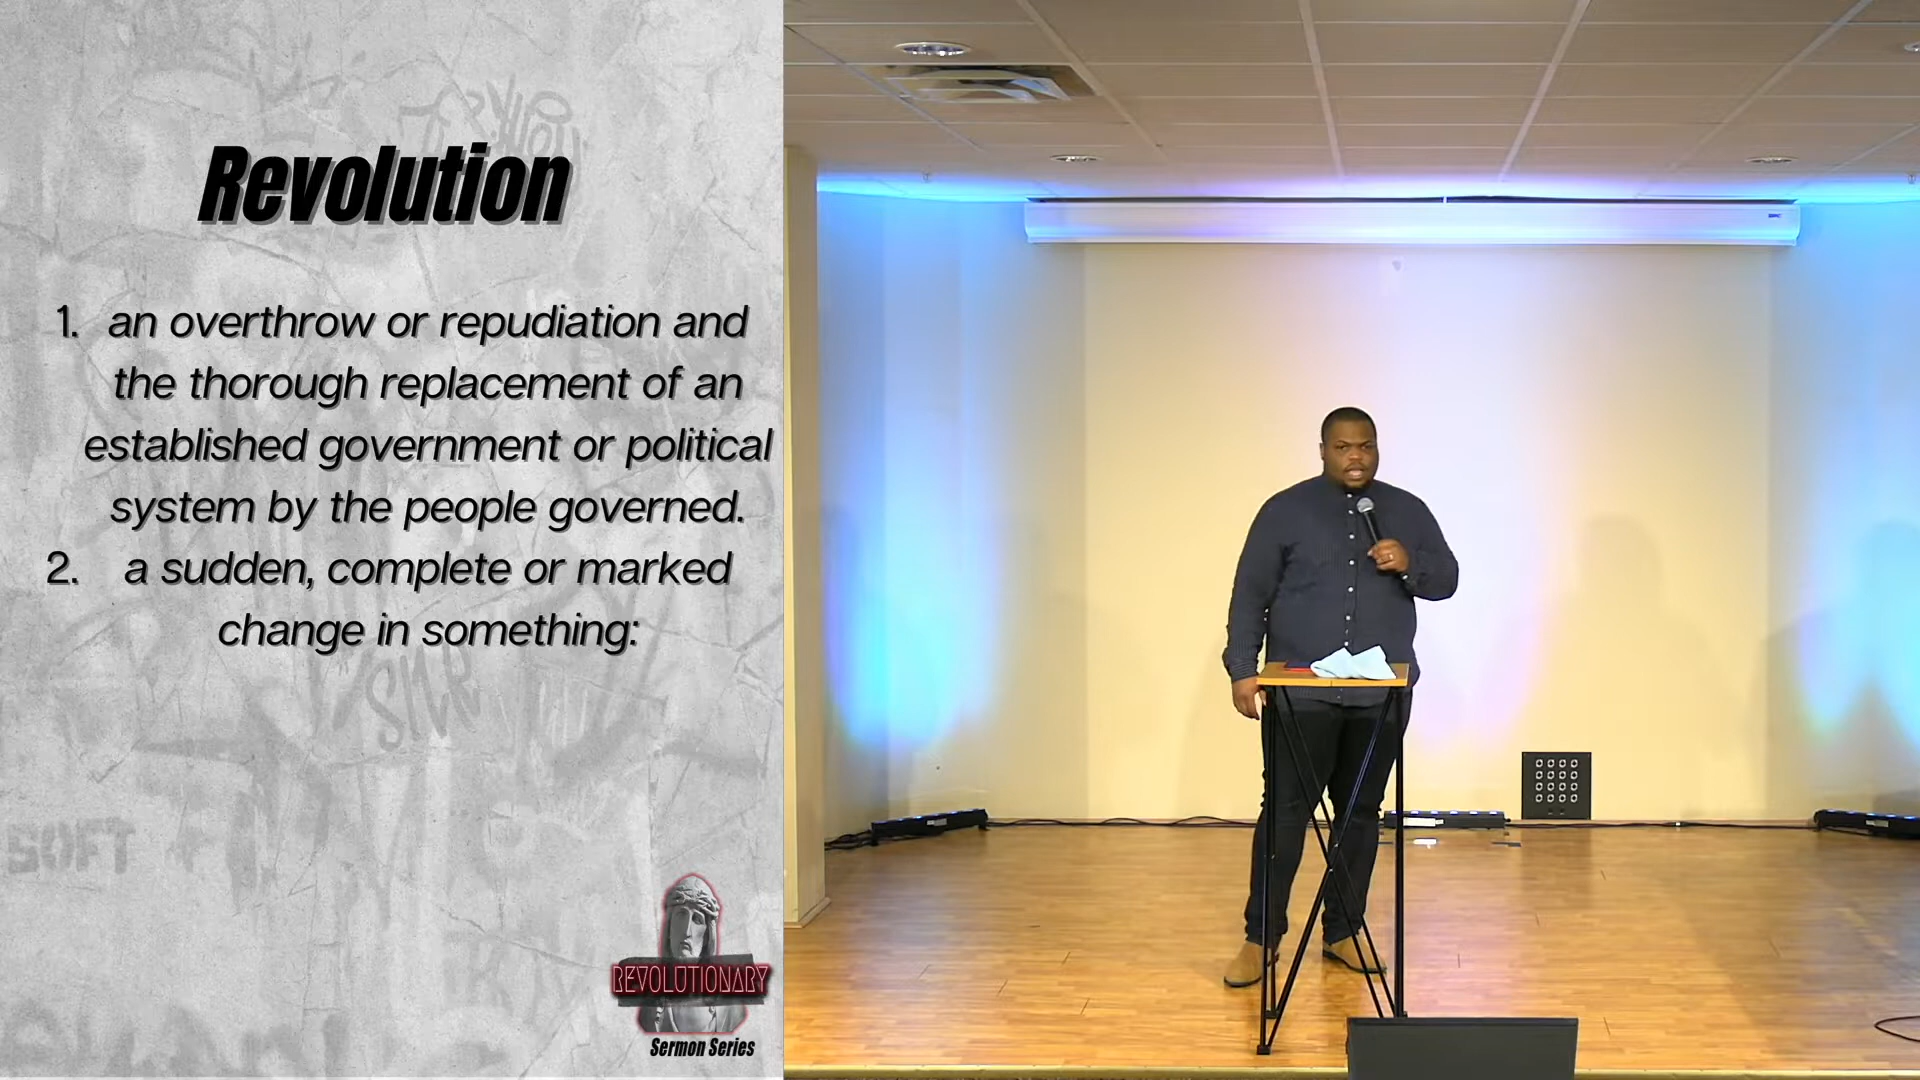 Revolution
1. an overthrow or repudiation and
the thorough replacement of an
established government or political
system by the people governed.
2. a sudden, complete or marked
change in something:
SOFT
REVOLUTIONARY
Sermon Series